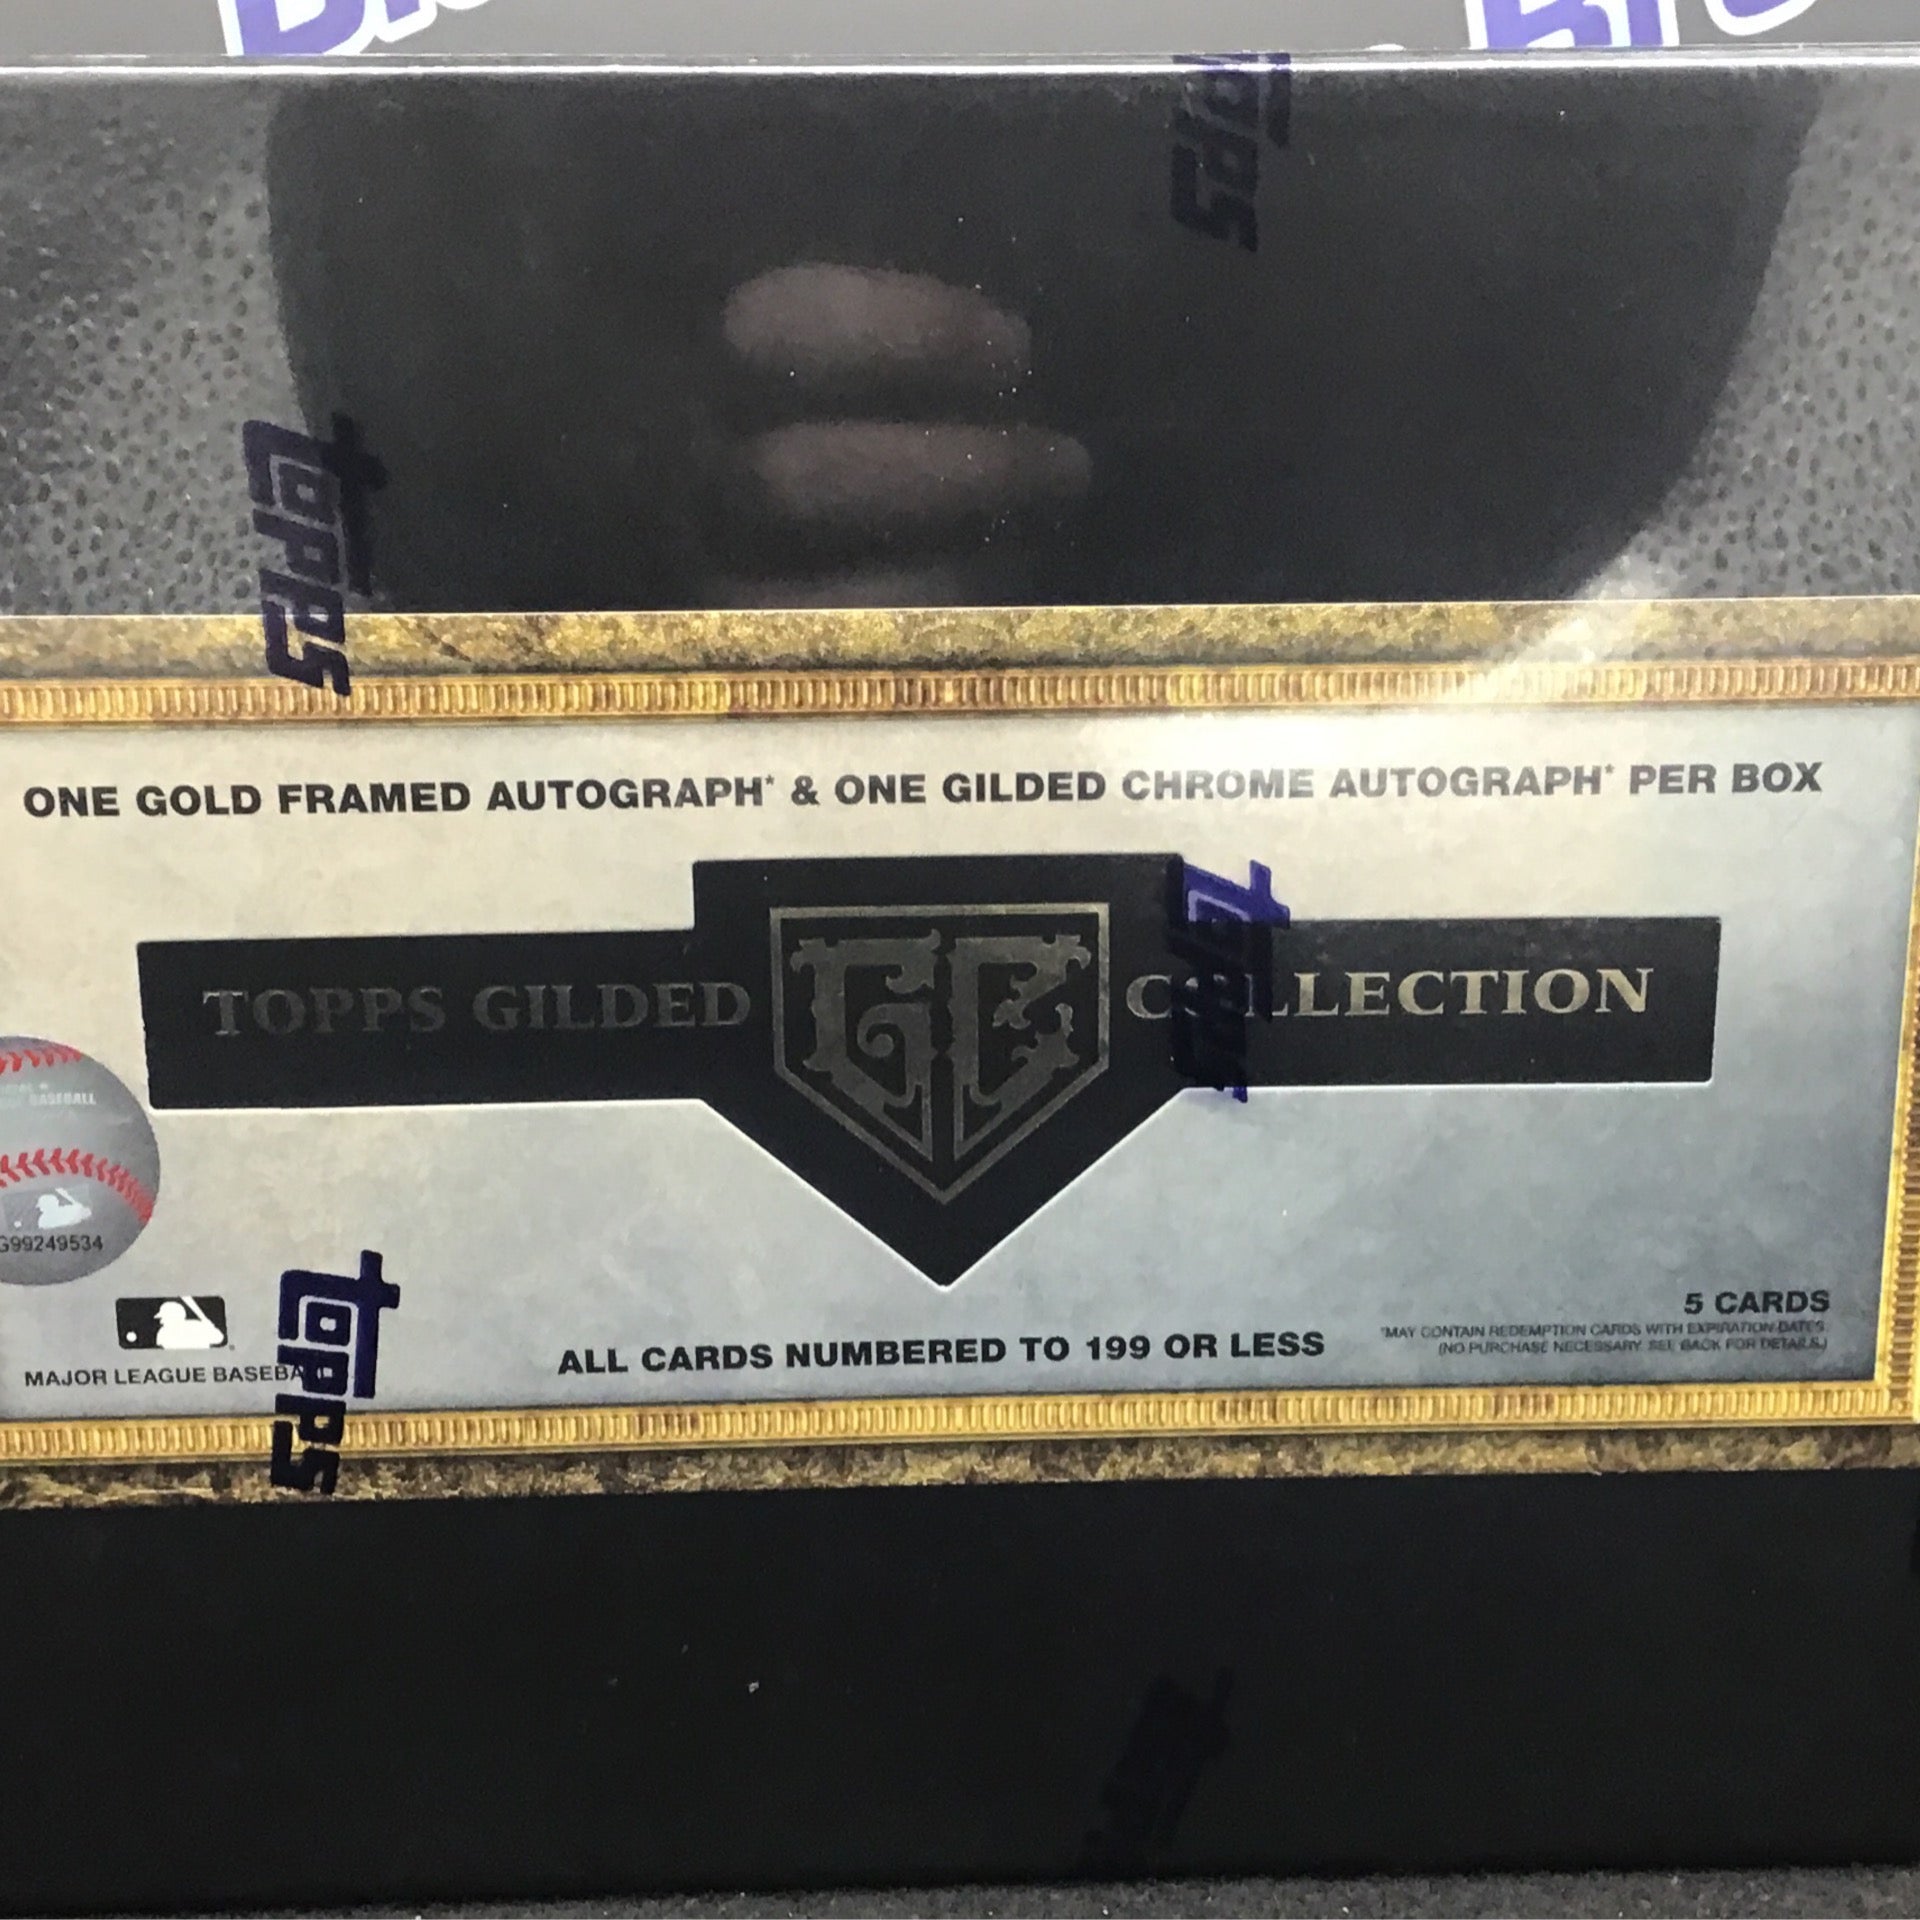 topps
topps
ONE GOLD FRAMED AUTOGRAPH* & ONE GILDED CHROME AUTOGRAPH* PER BOX
TOPPS GILDED GC COLLECTION
topps
BASEBALL
G99249534
topps
5 CARDS
*MAY CONTAIN REDEMPTION CARDS WITH EXPIRATION DATES.
(NO PURCHASE NECESSARY. SEE BACK FOR DETAILS.)
ALL CARDS NUMBERED TO 199 OR LESS
MAJOR LEAGUE BASEBA